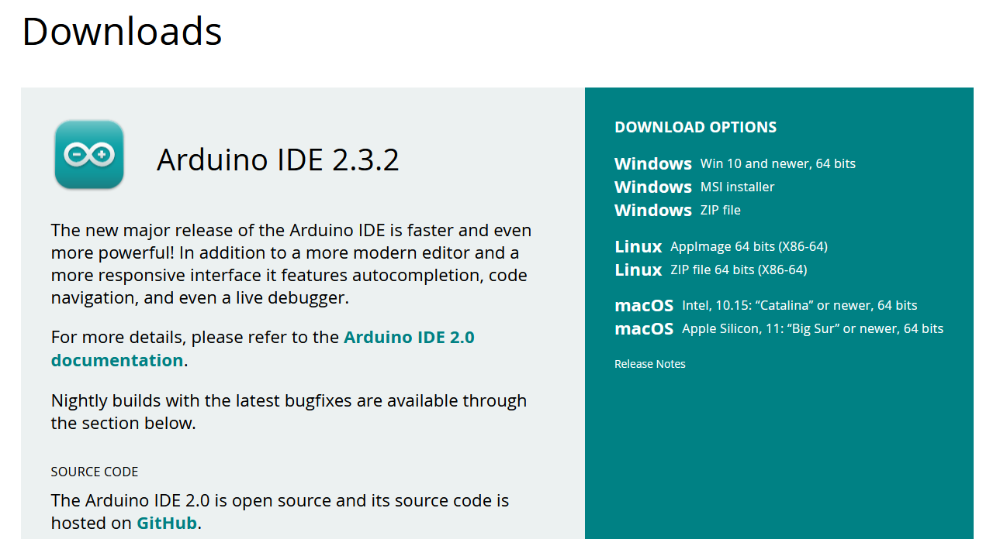 Downloads
Arduino IDE 2.3.2
The new major release of the Arduino IDE is faster and even
more powerful! In addition to a more modern editor and a
more responsive interface it features autocompletion, code
navigation, and even a live debugger.
For more details, please refer to the Arduino IDE 2.0
documentation.
Nightly builds with the latest bugfixes are available through
the section below.
SOURCE CODE
The Arduino IDE 2.0 is open source and its source code is
hosted on GitHub.
DOWNLOAD OPTIONS
Windows Win 10 and newer, 64 bits
Windows MSI installer
Windows ZIP file
Linux AppImage 64 bits (X86-64)
Linux ZIP file 64 bits (X86-64)
macOS Intel, 10.15: “Catalina” or newer, 64 bits
macOS Apple Silicon, 11: “Big Sur” or newer, 64 bits
Release Notes